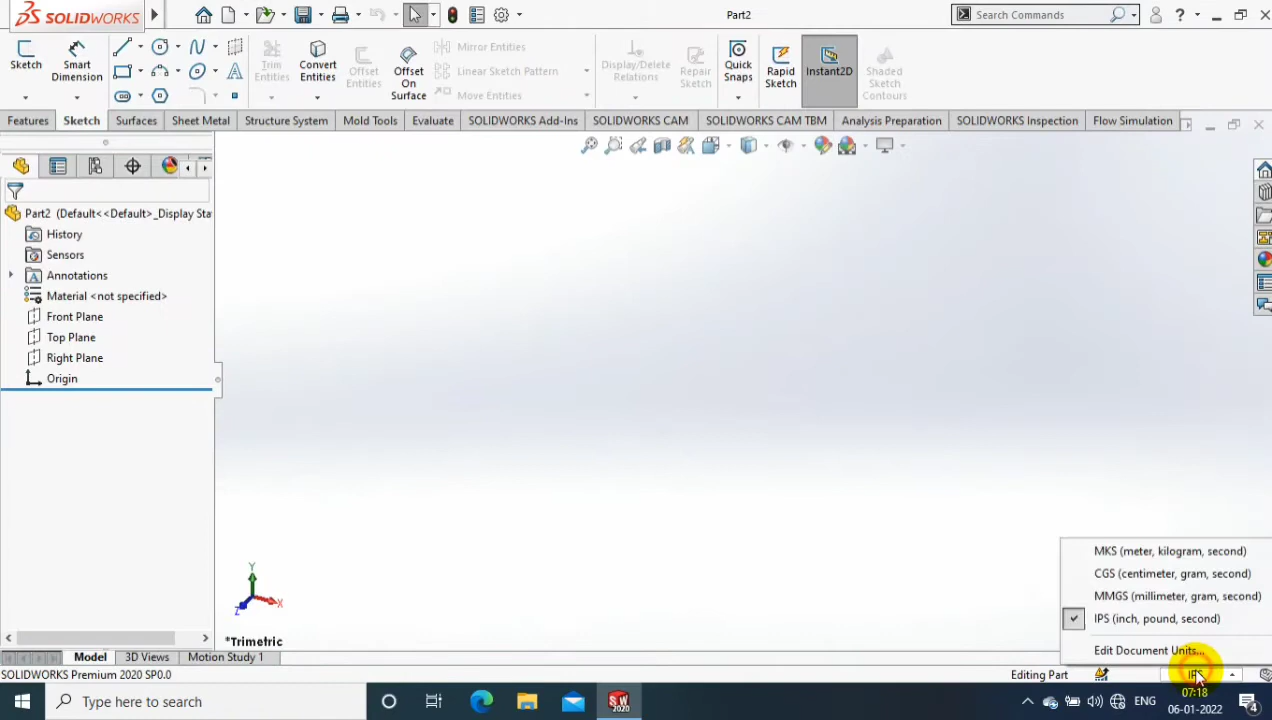 SOLIDWORKS
Part2
Search Commands
Sketch
Smart Dimension
Trim Entities
Convert Entities
Offset Entities
Offset On Surface
Mirror Entities
Linear Sketch Pattern
Move Entities
Display/Delete Relations
Repair Sketch
Quick Snaps
Rapid Sketch
Instant2D
Shaded Sketch Contours
Features Sketch Surfaces Sheet Metal Structure System Mold Tools Evaluate SOLIDWORKS Add-Ins SOLIDWORKS CAM SOLIDWORKS CAM TBM Analysis Preparation SOLIDWORKS Inspection Flow Simulation
Part2 (Default<<Default>_Display Sta
History
Sensors
Annotations
Material <not specified>
Front Plane
Top Plane
Right Plane
Origin
Y
X
Z
*Trimetric
MKS (meter, kilogram, second)
CGS (centimeter, gram, second)
MMGS (millimeter, gram, second)
IPS (inch, pound, second)
Edit Document Units...
Model 3D Views Motion Study 1
SOLIDWORKS Premium 2020 SP0.0
Editing Part
Type here to search
SW
2020
ENG
07:18
06-01-2022
4